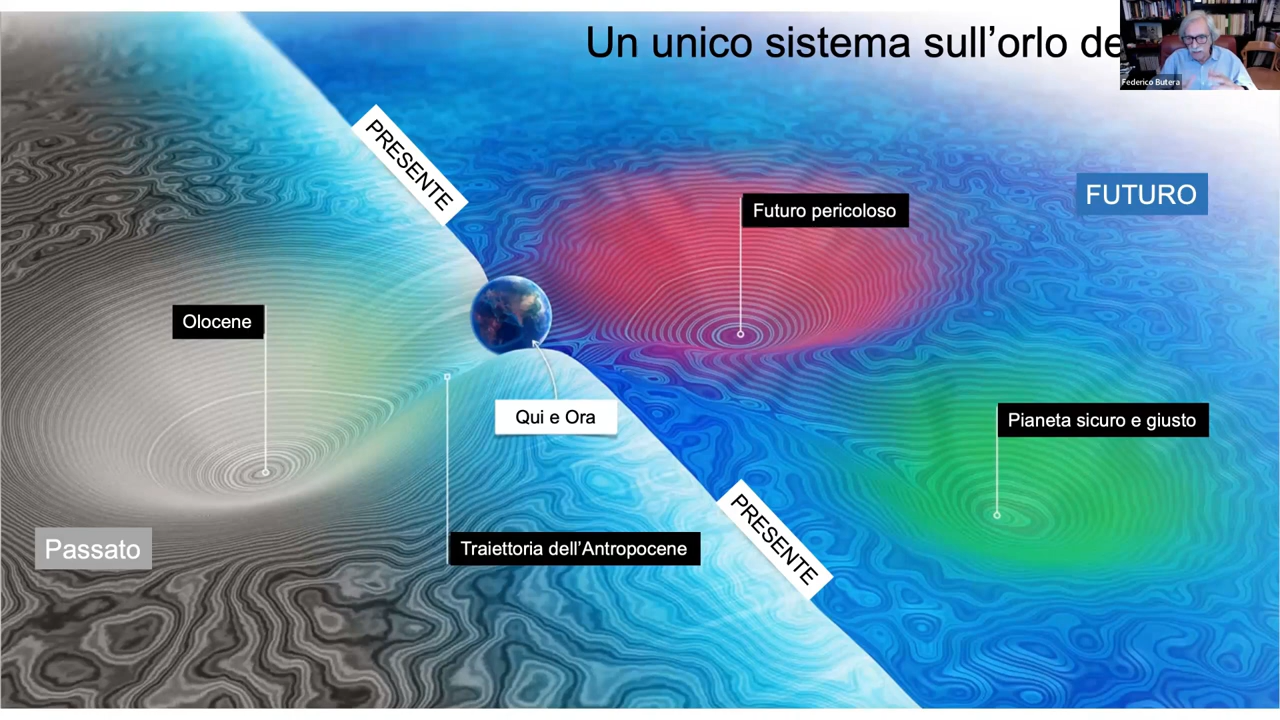 Un unico sistema sull’orlo de
Federico Butera
PRESENTE
FUTURO
Futuro pericoloso
Olocene
Qui e Ora
Pianeta sicuro e giusto
Passato
Traiettoria dell’Antropocene
PRESENTE